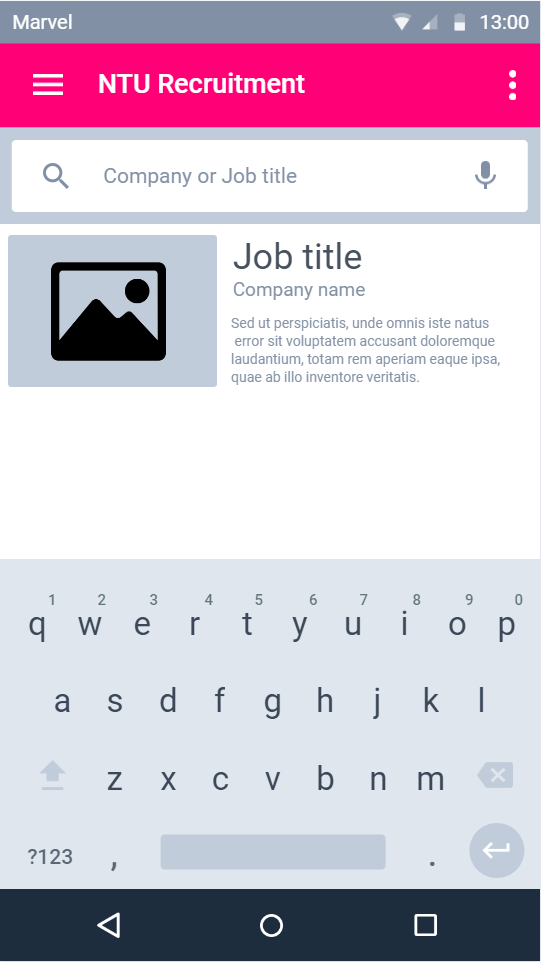 Marvel 13:00
NTU Recruitment
Company or Job title
Job title
Company name
Sed ut perspiciatis, unde omnis iste natus
error sit voluptatem accusant doloremque
laudantium, totam rem aperiam eaque ipsa,
quae ab illo inventore veritatis.
1 2 3 4 5 6 7 8 9 0
q w e r t y u i o p
a s d f g h j k l
z x c v b n m
?123 , .